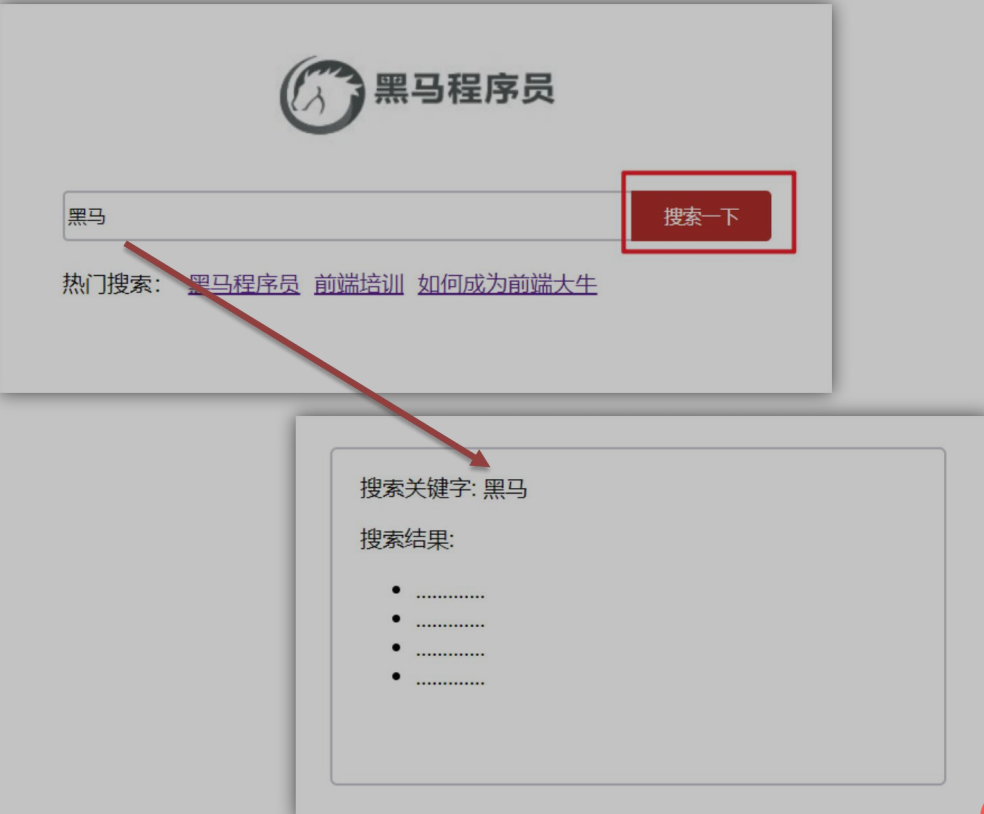 黑马程序员
黑马
搜索一下
热门搜索： 黑马程序员 前端培训 如何成为前端大牛
搜索关键字: 黑马
搜索结果:
.............
.............
.............
.............